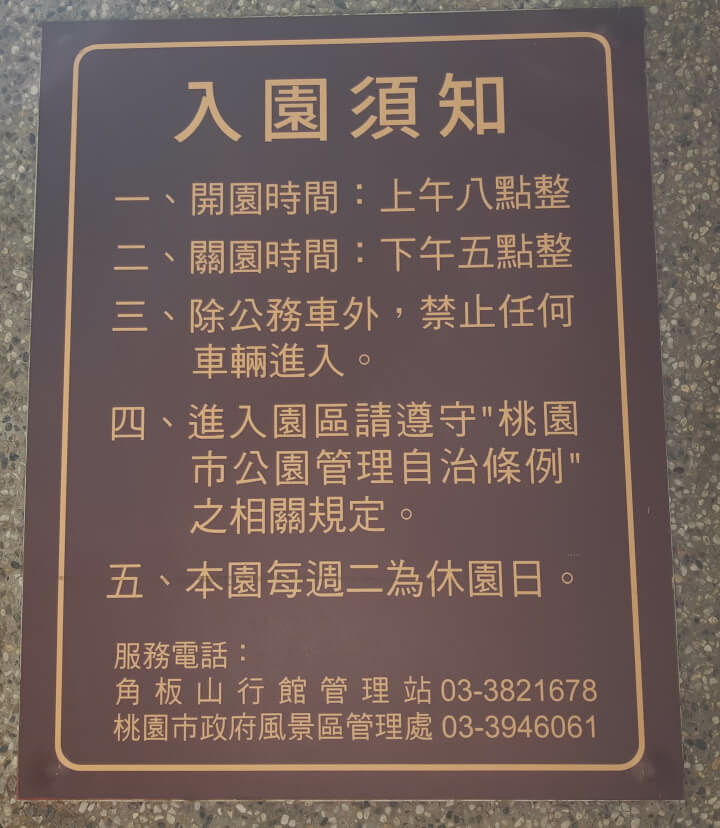 入園須知
一、開園時間：上午八點整
二、關園時間：下午五點整
三、除公務車外，禁止任何
車輛進入。
四、進入園區請遵守"桃園
市公園管理自治條例"
之相關規定。
五、本園每週二為休園日。
服務電話：
角板山行館管理站 03-3821678
桃園市政府風景區管理處 03-3946061